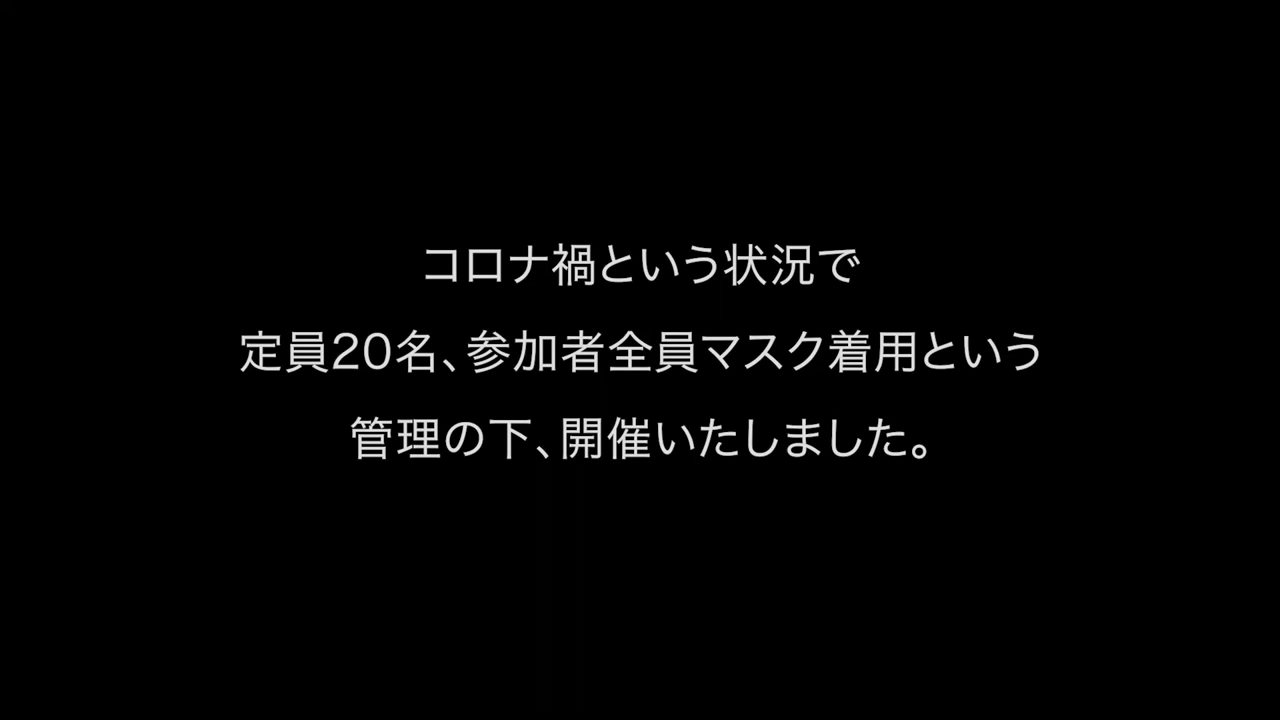 コロナ禍という状況で
定員20名、参加者全員マスク着用という
管理の下、開催いたしました。